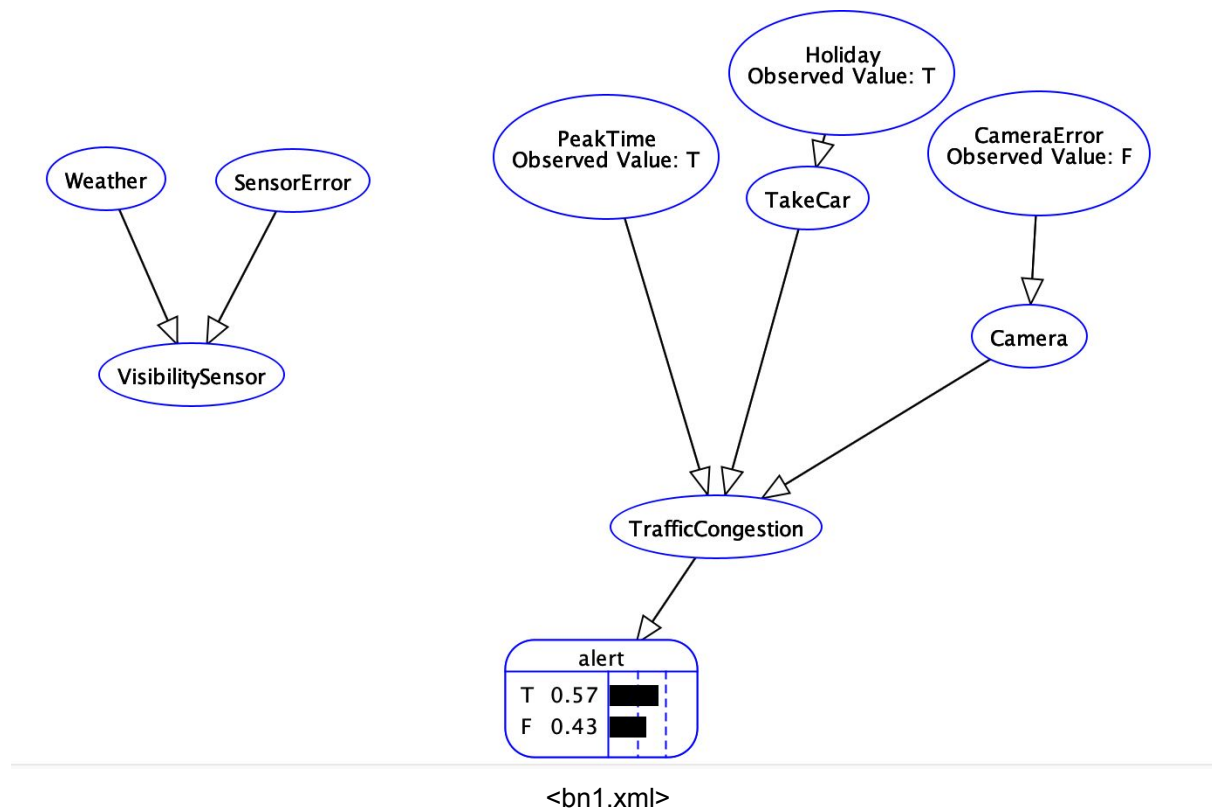 Holiday
Observed Value: T
PeakTime
Observed Value: T
CameraError
Observed Value: F
Weather
SensorError
TakeCar
Camera
VisibilitySensor
TrafficCongestion
alert
T 0.57
F 0.43
<bn1.xml>